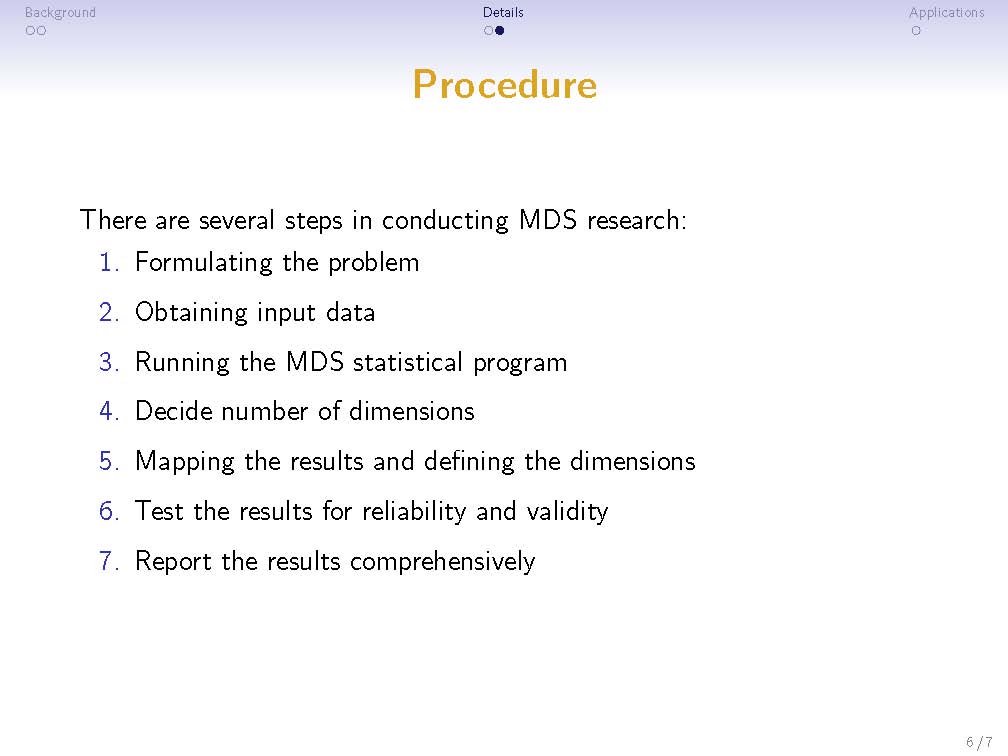 Background
Details
Applications
Procedure
There are several steps in conducting MDS research:
1. Formulating the problem
2. Obtaining input data
3. Running the MDS statistical program
4. Decide number of dimensions
5. Mapping the results and defining the dimensions
6. Test the results for reliability and validity
7. Report the results comprehensively
6 / 7